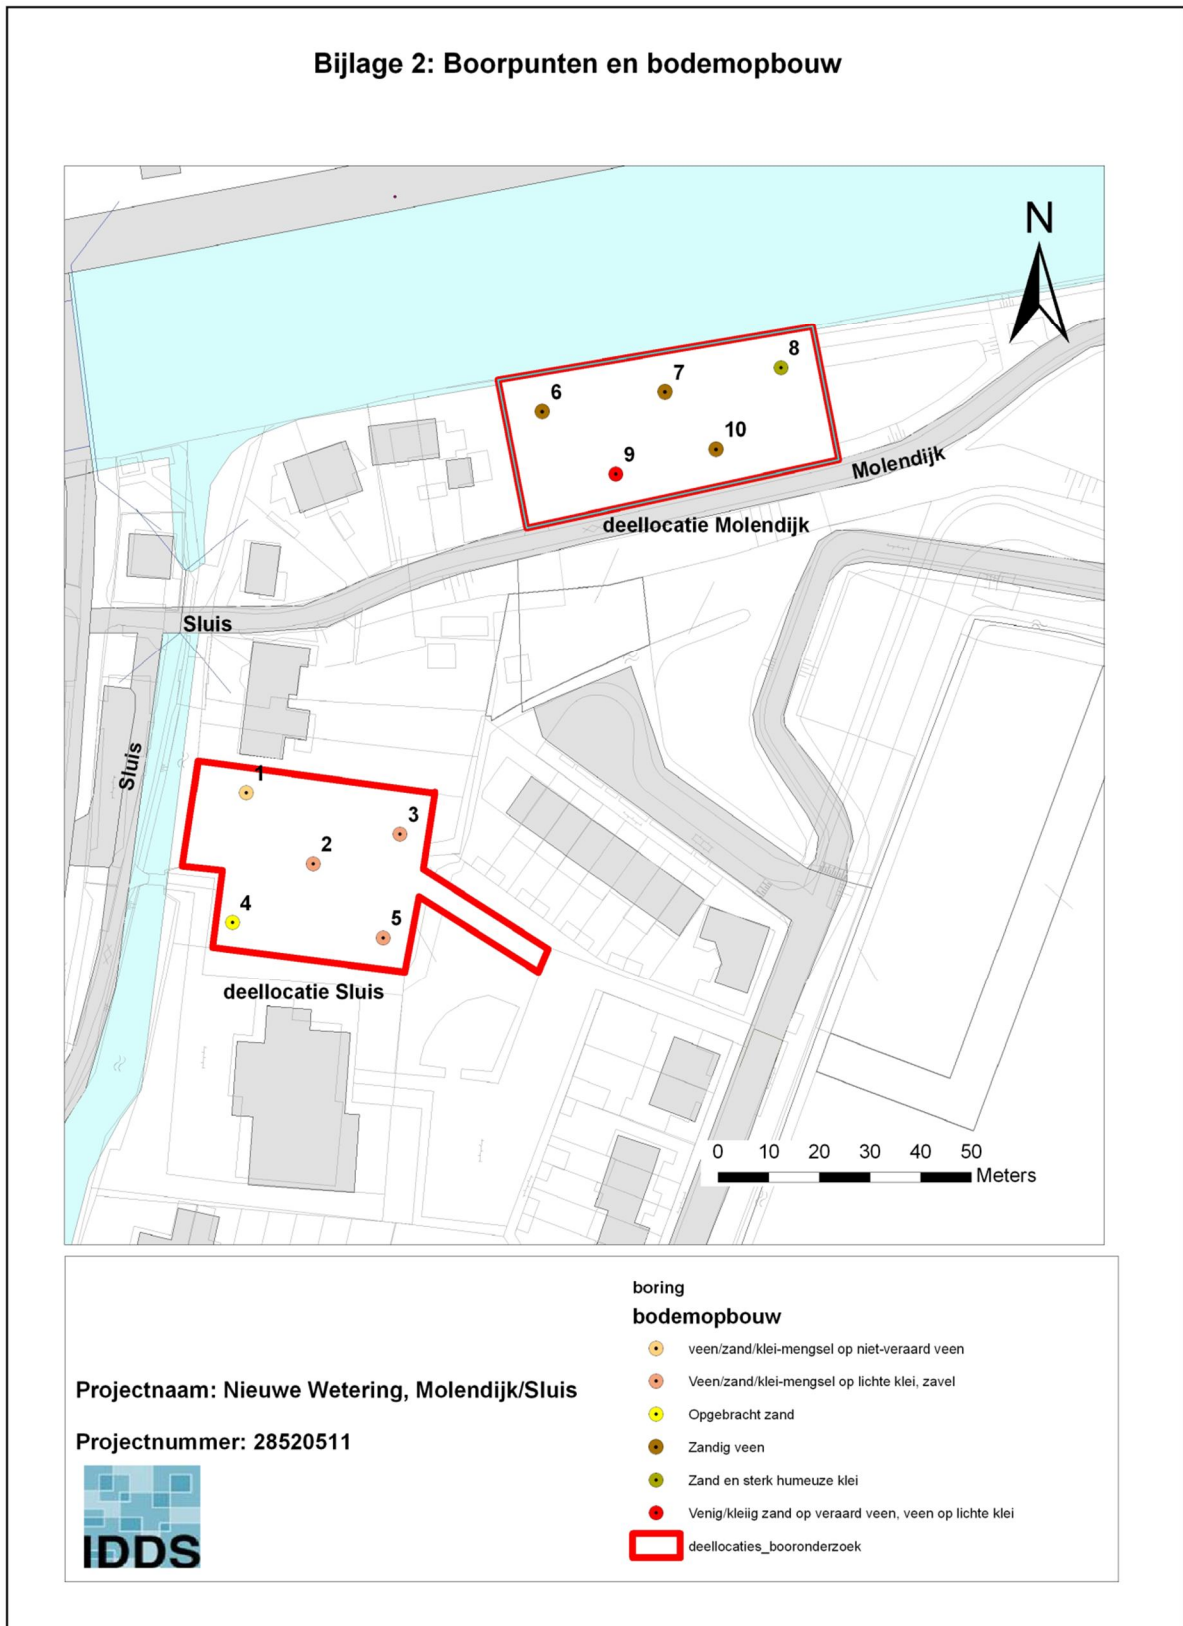 Bijlage 2: Boorpunten en bodemopbouw
N
8
7
6
10
9
Molendijk
deellocatie Molendijk
Sluis
Sluis
1
3
2
4
5
deellocatie Sluis
0 10 20 30 40 50
Meters
boring
bodemopbouw
veen/zand/klei-mengsel op niet-veraard veen
Veen/zand/klei-mengsel op lichte klei, zavel
Opgebracht zand
Zandig veen
Zand en sterk humeuze klei
Venig/kleiig zand op veraard veen, veen op lichte klei
deellocaties_booronderzoek
Projectnaam: Nieuwe Wetering, Molendijk/Sluis
Projectnummer: 28520511
IDDS